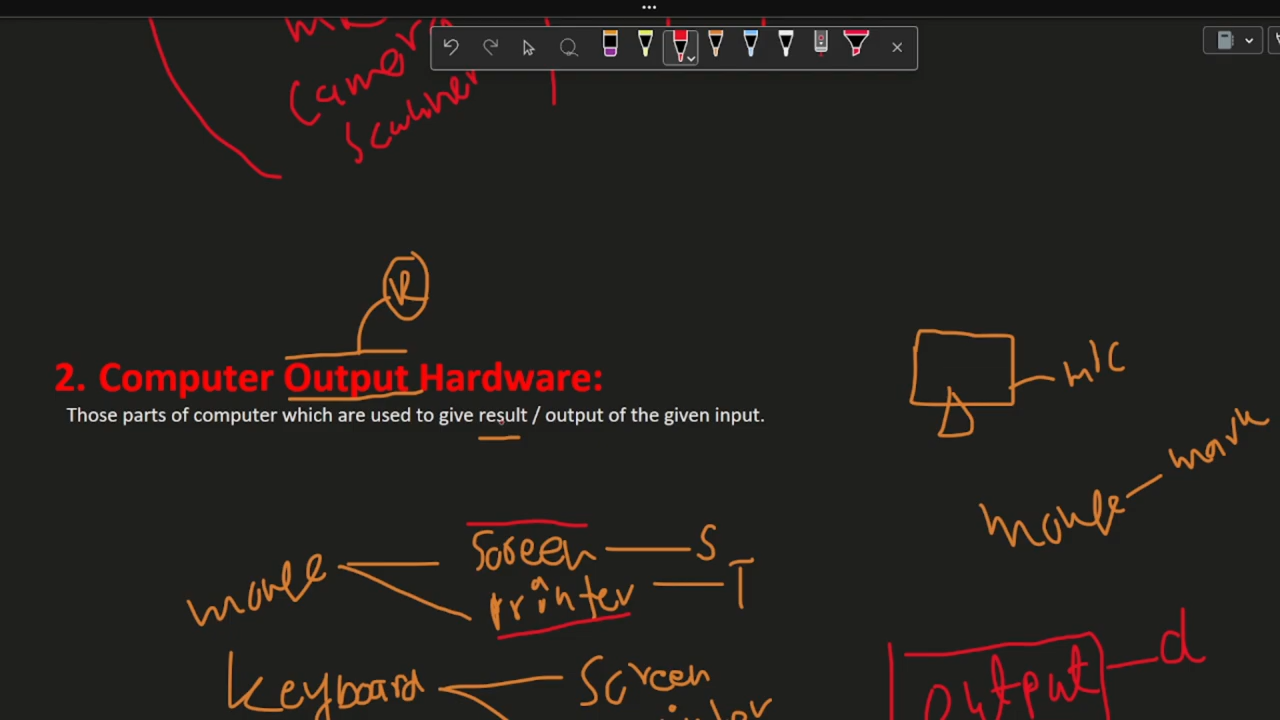 Camera
Scanner
R
2. Computer Output Hardware:
Those parts of computer which are used to give result / output of the given input.
M/C
mouse — mark
mouse — Screen — S
Printer — T
Keyboard — Screen
Output — d